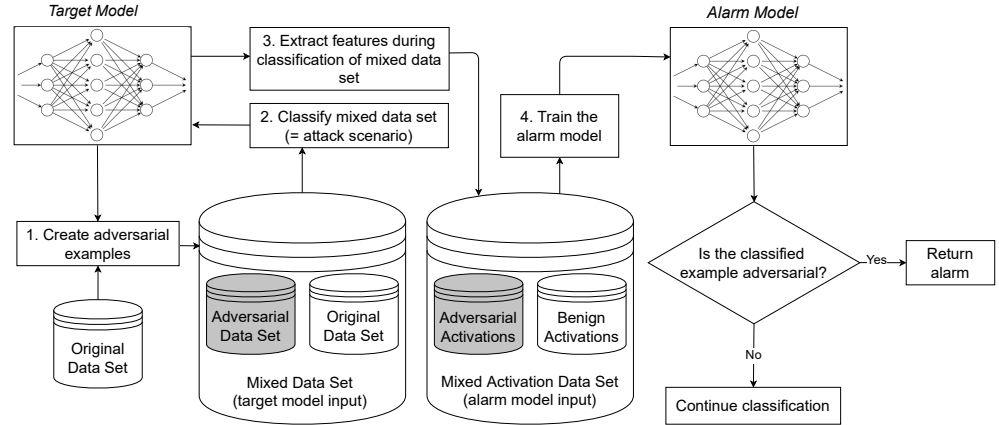 Target Model
Alarm Model
3. Extract features during
classification of mixed data
set
2. Classify mixed data set
(= attack scenario)
4. Train the
alarm model
1. Create adversarial
examples
Original
Data Set
Adversarial
Data Set
Original
Data Set
Mixed Data Set
(target model input)
Adversarial
Activations
Benign
Activations
Mixed Activation Data Set
(alarm model input)
Is the classified
example adversarial?
Yes
Return
alarm
No
Continue classification